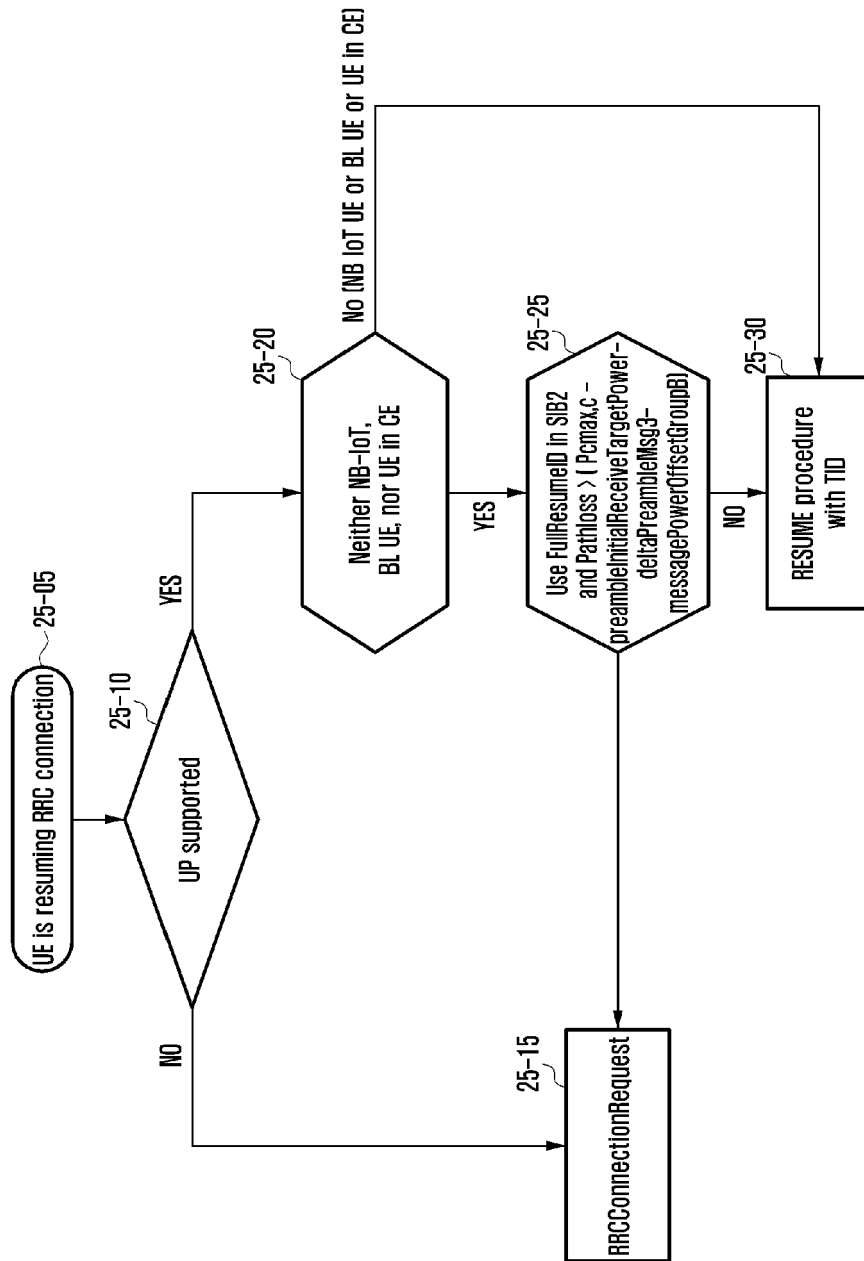 UE is resuming RRC connection
25-05
25-10
UP supported
NO
YES
25-20
Neither NB-IoT,
BL UE, nor UE in CE
No (NB IoT UE or BL UE or UE in CE)
YES
25-25
Use FullResumeID in SIB2
and Pathloss > ( Pcmax,c -
preambleInitialReceiveTargetPower-
deltaPreambleMsg3-
messagePowerOffsetGroupB)
NO
25-15
RRCConnectionRequest
25-30
RESUME procedure
with TID